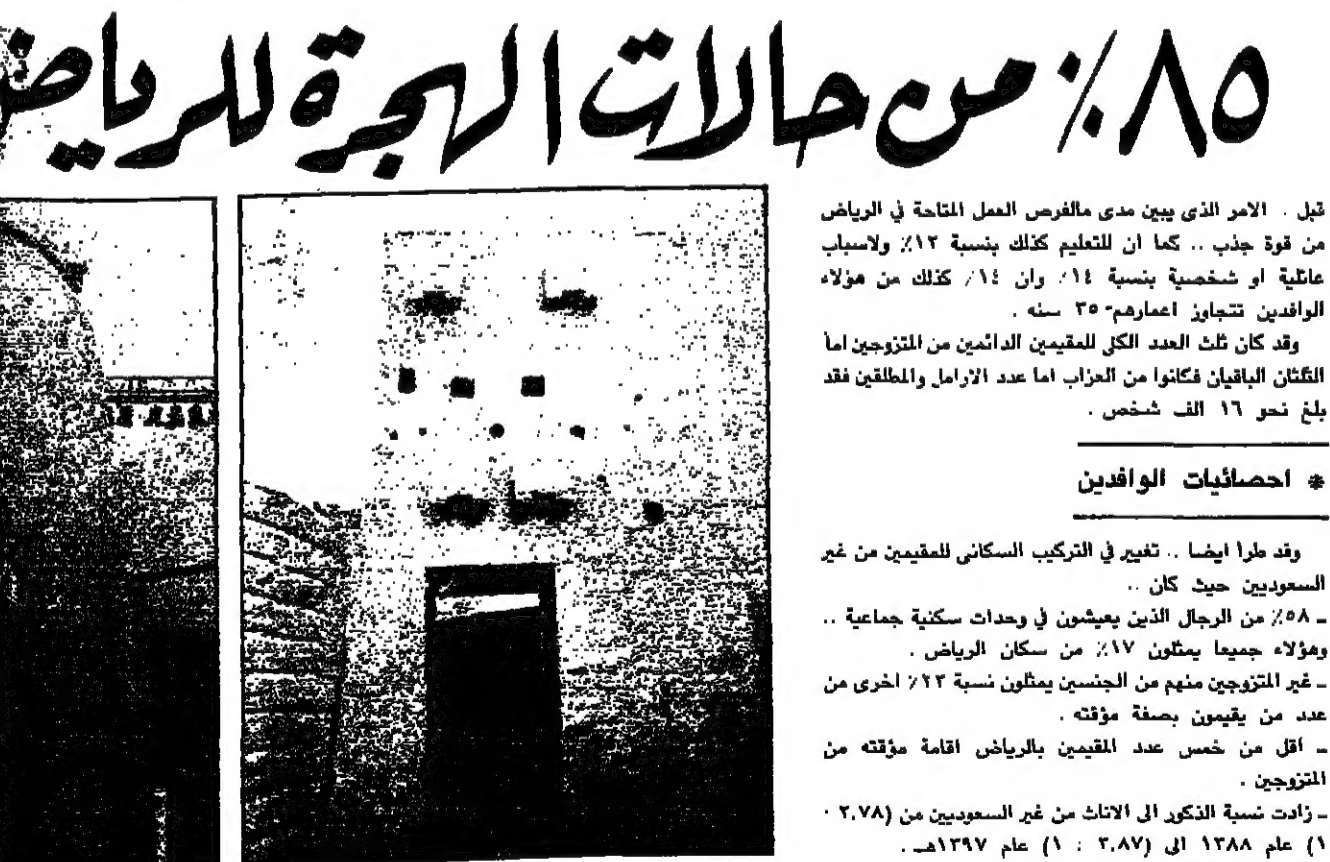 ٨٥٪ من حالات الهجرة للرياض
قبل . الامر الذى يبين مدى مالفرص العمل المتاحة في الرياض
من قوة جذب .. كما ان للتعليم كذلك بنسبة ١٢٪ ولاسباب
عائلية او شخصية بنسبة ١٤٪ وان ١٤٪ كذلك من هؤلاء
الوافدين تتجاوز اعمارهم ٣٥ سنه .
وقد كان ثلث العدد الكلى للمقيمين الدائمين من المتزوجين اما
الثلثان الباقيان فكانوا من العزاب اما عدد الارامل والمطلقين فقد
بلغ نحو ١٦ الف شخص .
* احصائيات الوافدين
وقد طرا ايضا .. تغيير في التركيب السكانى للمقيمين من غير
السعوديين حيث كان ..
ـ ٥٨٪ من الرجال الذين يعيشون في وحدات سكنية جماعية ..
وهؤلاء جميعا يمثلون ١٧٪ من سكان الرياض .
ـ غير المتزوجين منهم من الجنسين يمثلون نسبة ٢٣٪ اخرى من
عدد من يقيمون بصفة مؤقته .
ـ أقل من خمس عدد المقيمين بالرياض اقامة مؤقته من
المتزوجين .
ـ زادت نسبة الذكور الى الاناث من غير السعوديين من (٢,٧٨ :
١) عام ١٣٨٨ الى (٣,٨٧ : ١) عام ١٣٩٧هـ .